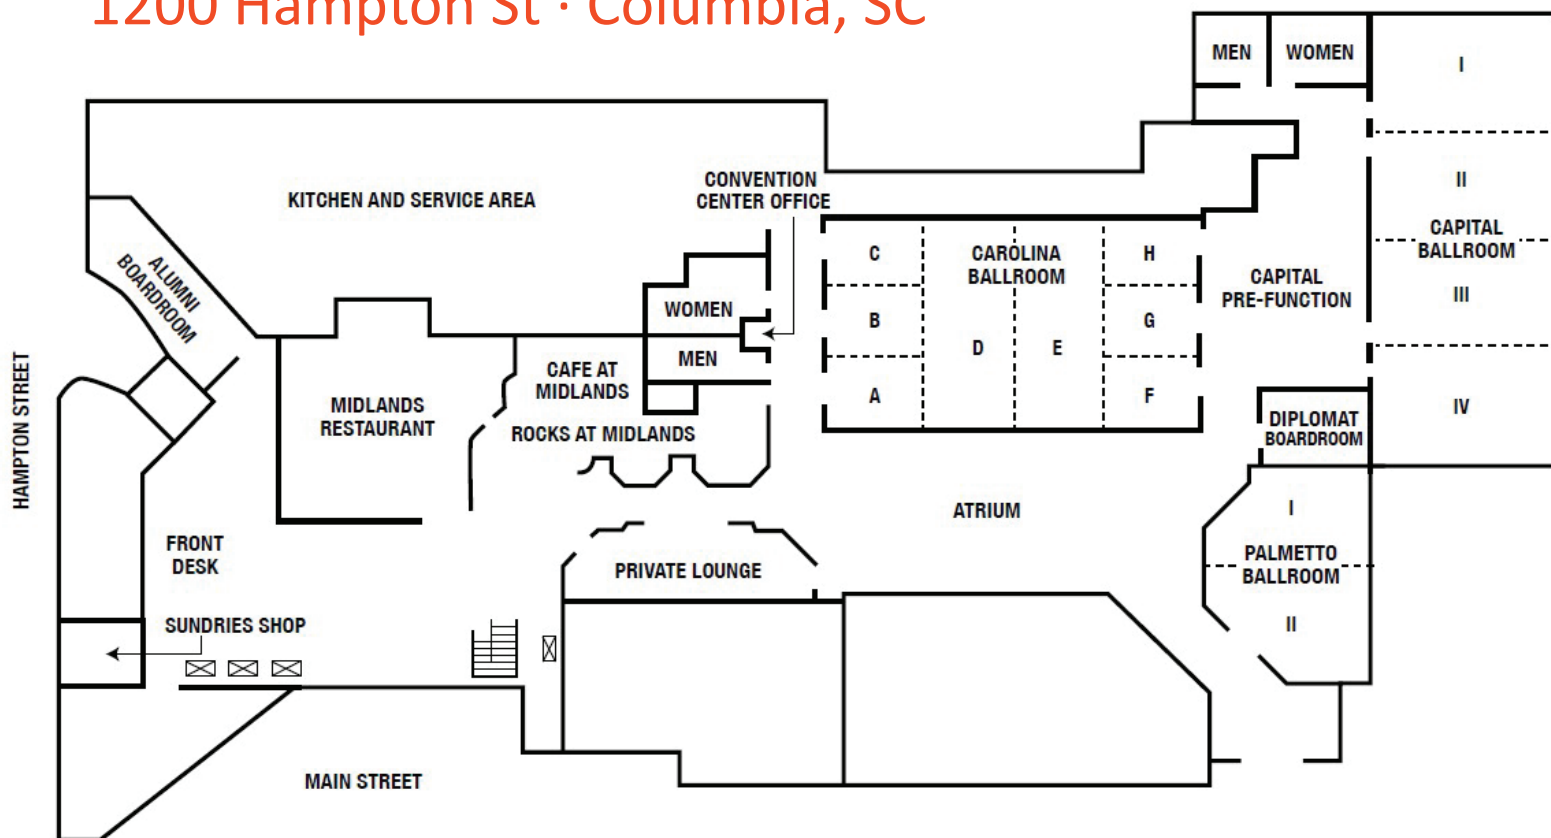 1200 Hampton St · Columbia, SC
MEN
WOMEN
I
KITCHEN AND SERVICE AREA
CONVENTION
CENTER OFFICE
II
CAPITAL
BALLROOM
III
IV
ALUMNI
BOARDROOM
C
CAROLINA
BALLROOM
H
B
G
D
E
A
F
CAPITAL
PRE-FUNCTION
WOMEN
MEN
CAFE AT
MIDLANDS
MIDLANDS
RESTAURANT
ROCKS AT MIDLANDS
DIPLOMAT
BOARDROOM
HAMPTON STREET
ATRIUM
I
PALMETTO
BALLROOM
II
FRONT
DESK
PRIVATE LOUNGE
SUNDRIES SHOP
MAIN STREET